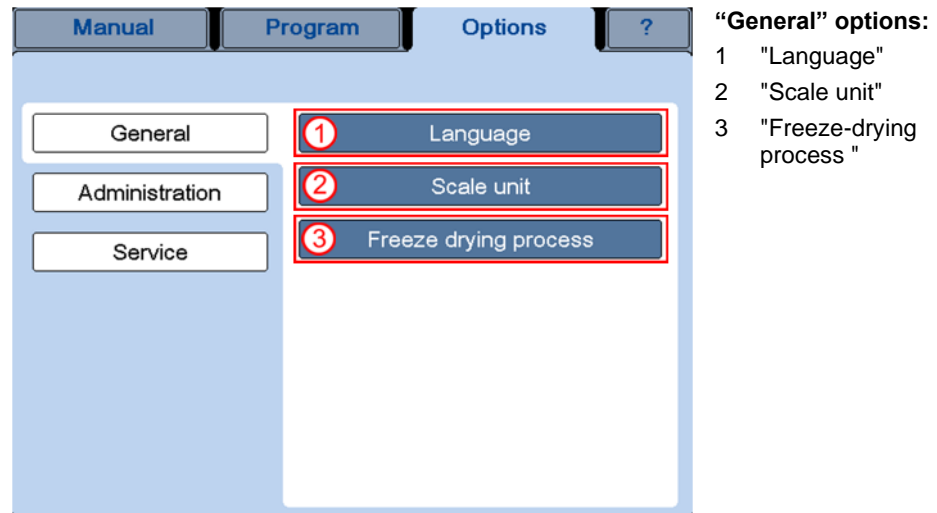 Manual Program Options ?
General
Administration
Service
1 Language
2 Scale unit
3 Freeze drying process
“General” options:
1 "Language"
2 "Scale unit"
3 "Freeze-drying
process "